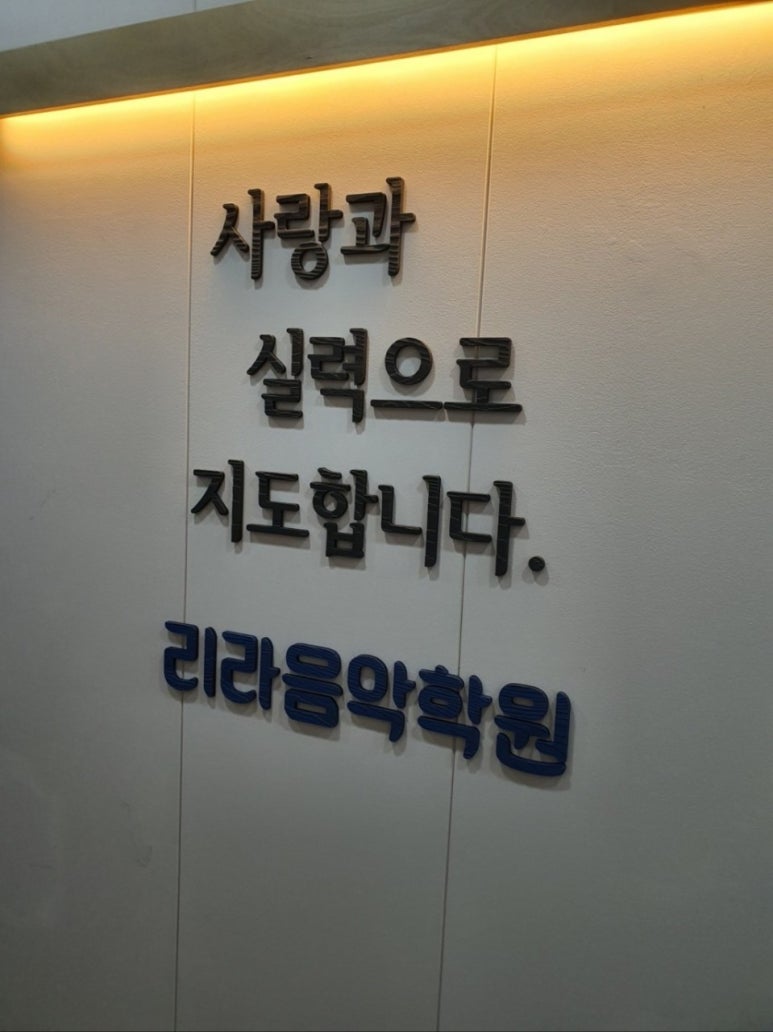 사랑과
실력으로
지도합니다.
리라음악학원